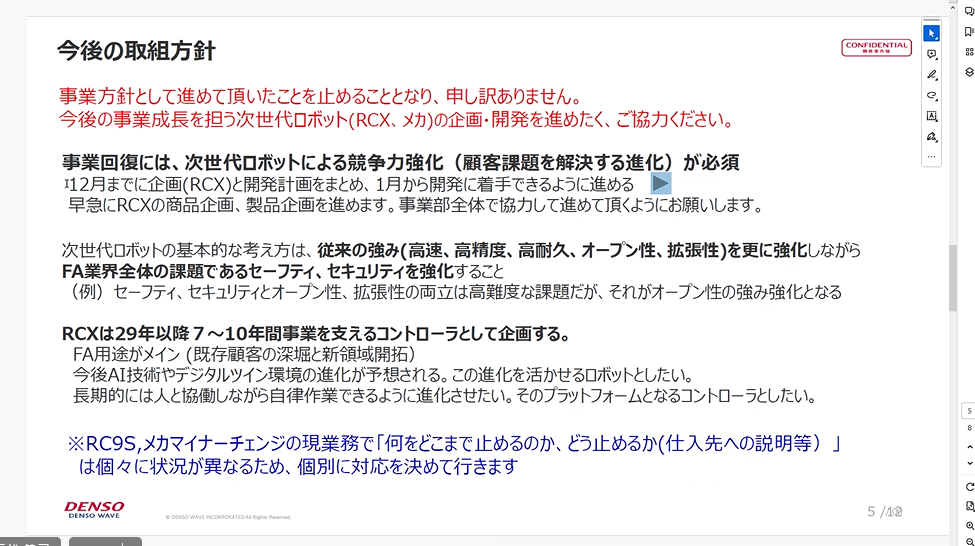 今後の取組方針
CONFIDENTIAL
関係者外秘
事業方針として進めて頂いたことを止めることとなり、申し訳ありません。
今後の事業成長を担う次世代ロボット(RCX、メカ)の企画・開発を進めたく、ご協力ください。
事業回復には、次世代ロボットによる競争力強化（顧客課題を解決する進化）が必須
12月までに企画(RCX)と開発計画をまとめ、1月から開発に着手できるように進める
早急にRCXの商品企画、製品企画を進めます。事業部全体で協力して進めて頂くようにお願いします。
次世代ロボットの基本的な考え方は、従来の強み(高速、高精度、高耐久、オープン性、拡張性)を更に強化しながら
FA業界全体の課題であるセーフティ、セキュリティを強化すること
（例）セーフティ、セキュリティとオープン性、拡張性の両立は高難度な課題だが、それがオープン性の強み強化となる
RCXは29年以降７～10年間事業を支えるコントローラとして企画する。
FA用途がメイン (既存顧客の深堀と新領域開拓）
今後AI技術やデジタルツイン環境の進化が予想される。この進化を活かせるロボットとしたい。
長期的には人と協働しながら自律作業できるように進化させたい。そのプラットフォームとなるコントローラとしたい。
※RC9S,メカマイナーチェンジの現業務で「何をどこまで止めるのか、どう止めるか(仕入先への説明等）」
は個々に状況が異なるため、個別に対応を決めて行きます
DENSO
DENSO WAVE
© DENSO WAVE INCORPORATED All Rights Reserved.
5 /12
5
8